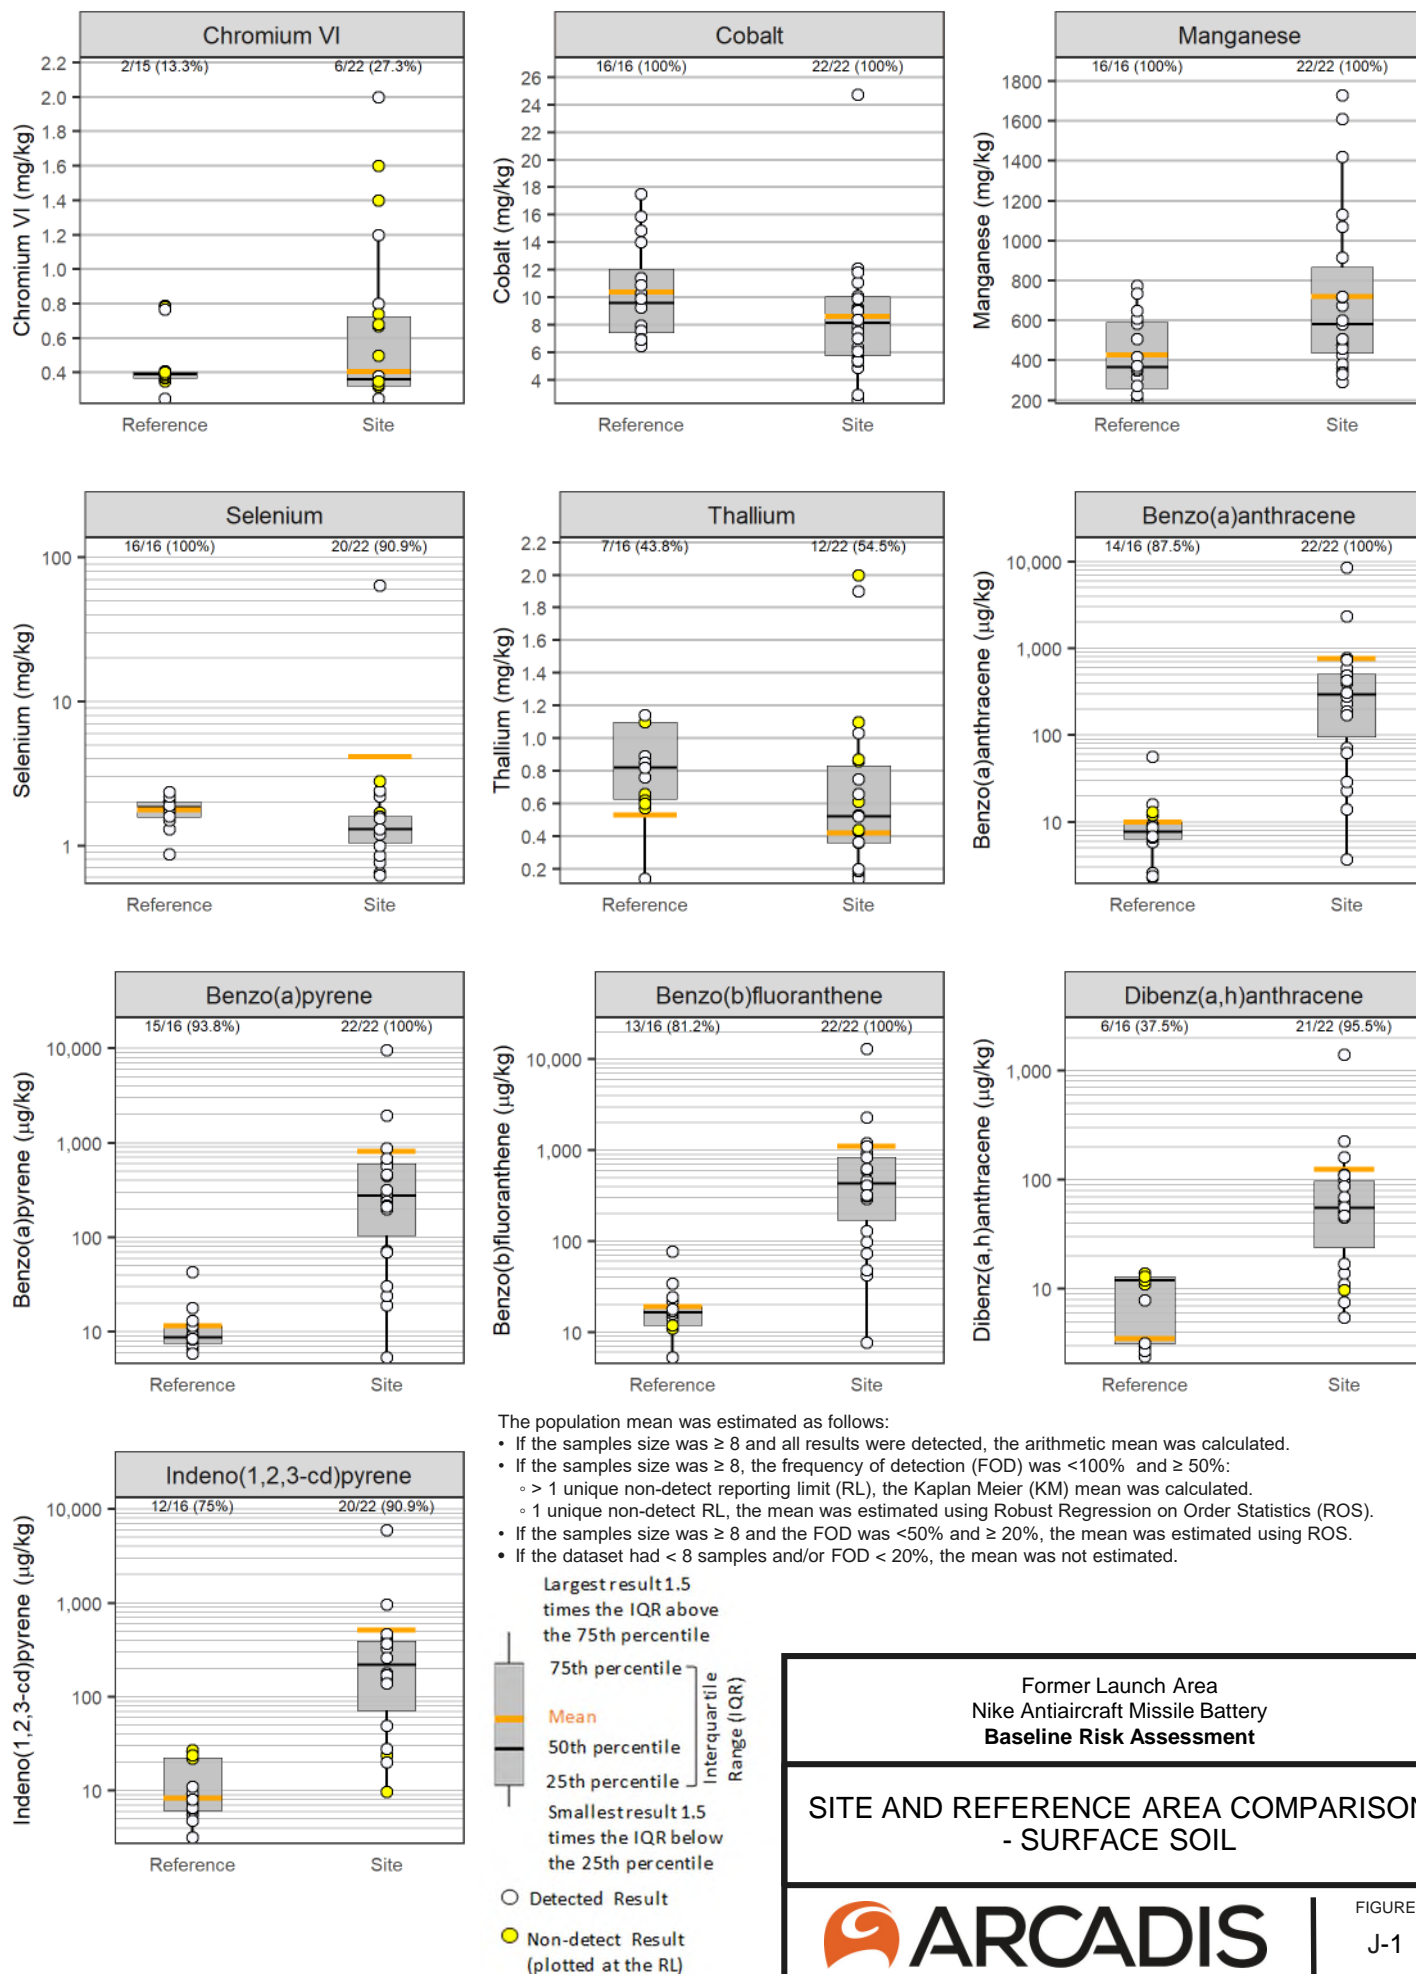 Chromium VI
2/15 (13.3%) 6/22 (27.3%)
2.2
2.0
1.8
1.6
1.4
1.2
1.0
0.8
0.6
0.4
Chromium VI (mg/kg)
Reference Site
Cobalt
16/16 (100%) 22/22 (100%)
26
24
22
20
18
16
14
12
10
8
6
4
Cobalt (mg/kg)
Reference Site
Manganese
16/16 (100%) 22/22 (100%)
1800
1600
1400
1200
1000
800
600
400
200
Manganese (mg/kg)
Reference Site
Selenium
16/16 (100%) 20/22 (90.9%)
100
10
1
Selenium (mg/kg)
Reference Site
Thallium
7/16 (43.8%) 12/22 (54.5%)
2.2
2.0
1.8
1.6
1.4
1.2
1.0
0.8
0.6
0.4
0.2
Thallium (mg/kg)
Reference Site
Benzo(a)anthracene
14/16 (87.5%) 22/22 (100%)
10,000
1,000
100
10
Benzo(a)anthracene (µg/kg)
Reference Site
Benzo(a)pyrene
15/16 (93.8%) 22/22 (100%)
10,000
1,000
100
10
Benzo(a)pyrene (µg/kg)
Reference Site
Benzo(b)fluoranthene
13/16 (81.2%) 22/22 (100%)
10,000
1,000
100
10
Benzo(b)fluoranthene (µg/kg)
Reference Site
Dibenz(a,h)anthracene
6/16 (37.5%) 21/22 (95.5%)
1,000
100
10
Dibenz(a,h)anthracene (µg/kg)
Reference Site
Indeno(1,2,3-cd)pyrene
12/16 (75%) 20/22 (90.9%)
10,000
1,000
100
10
Indeno(1,2,3-cd)pyrene (µg/kg)
Reference Site
The population mean was estimated as follows:
• If the samples size was ≥ 8 and all results were detected, the arithmetic mean was calculated.
• If the samples size was ≥ 8, the frequency of detection (FOD) was <100% and ≥ 50%:
◦ > 1 unique non-detect reporting limit (RL), the Kaplan Meier (KM) mean was calculated.
◦ 1 unique non-detect RL, the mean was estimated using Robust Regression on Order Statistics (ROS).
• If the samples size was ≥ 8 and the FOD was <50% and ≥ 20%, the mean was estimated using ROS.
• If the dataset had < 8 samples and/or FOD < 20%, the mean was not estimated.
Largest result 1.5
times the IQR above
the 75th percentile
75th percentile
Mean
50th percentile
25th percentile
Interquartile
Range (IQR)
Smallest result 1.5
times the IQR below
the 25th percentile
Detected Result
Non-detect Result
(plotted at the RL)
Former Launch Area
Nike Antiaircraft Missile Battery
Baseline Risk Assessment
SITE AND REFERENCE AREA COMPARISON
- SURFACE SOIL
ARCADIS
FIGURE
J-1